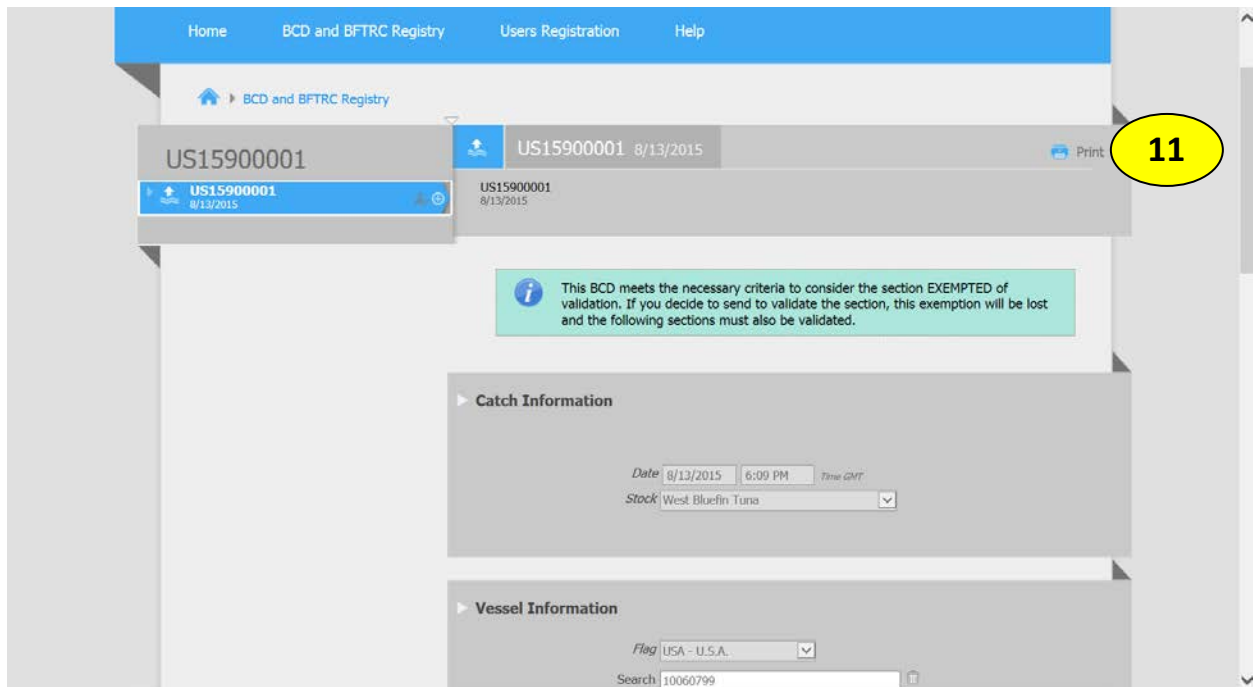 Home BCD and BFTRC Registry Users Registration Help
BCD and BFTRC Registry
US15900001
US15900001
8/13/2015
US15900001 8/13/2015
Print
11
US15900001
8/13/2015
This BCD meets the necessary criteria to consider the section EXEMPTED of
validation. If you decide to send to validate the section, this exemption will be lost
and the following sections must also be validated.
Catch Information
Date 8/13/2015 6:09 PM Time GMT
Stock West Bluefin Tuna
Vessel Information
Flag USA - U.S.A.
Search 10060799